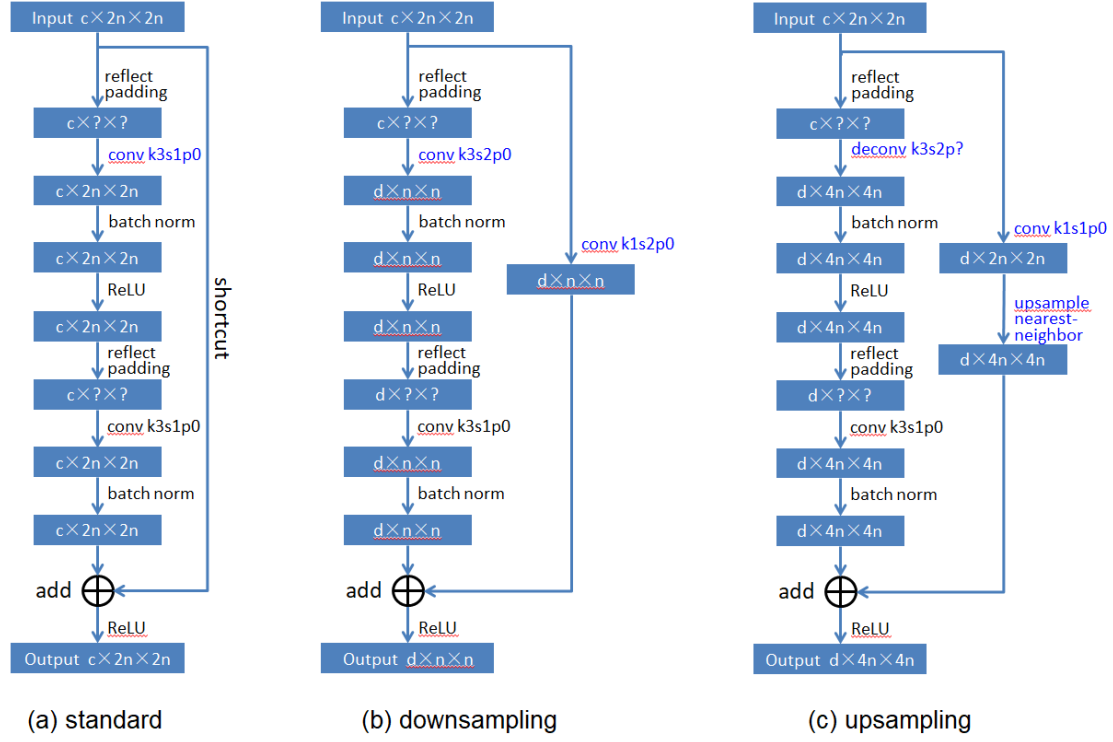 Input c×2n×2n
reflect
padding
c×?×?
conv k3s1p0
c×2n×2n
batch norm
c×2n×2n
ReLU
c×2n×2n
reflect
padding
c×?×?
conv k3s1p0
c×2n×2n
batch norm
c×2n×2n
add
ReLU
Output c×2n×2n
shortcut
(a) standard
Input c×2n×2n
reflect
padding
c×?×?
conv k3s2p0
d×n×n
batch norm
d×n×n
ReLU
d×n×n
reflect
padding
d×?×?
conv k3s1p0
d×n×n
batch norm
d×n×n
add
ReLU
Output d×n×n
conv k1s2p0
d×n×n
(b) downsampling
Input c×2n×2n
reflect
padding
c×?×?
deconv k3s2p?
d×4n×4n
batch norm
d×4n×4n
ReLU
d×4n×4n
reflect
padding
d×?×?
conv k3s1p0
d×4n×4n
batch norm
d×4n×4n
add
ReLU
Output d×4n×4n
conv k1s1p0
d×2n×2n
upsample
nearest-
neighbor
d×4n×4n
(c) upsampling